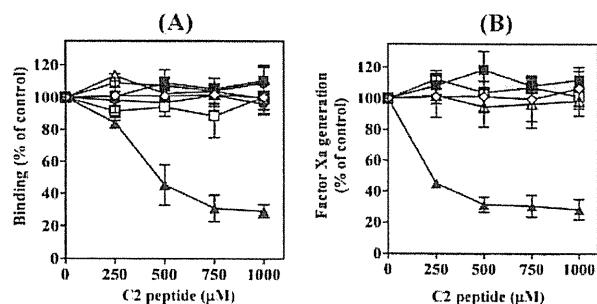 (A)
Binding (% of control)
120
100
80
60
40
20
0
0 250 500 750 1000
C2 peptide (µM)
(B)
Factor Xa generation
(% of control)
120
100
80
60
40
20
0
0 250 500 750 1000
C2 peptide (µM)